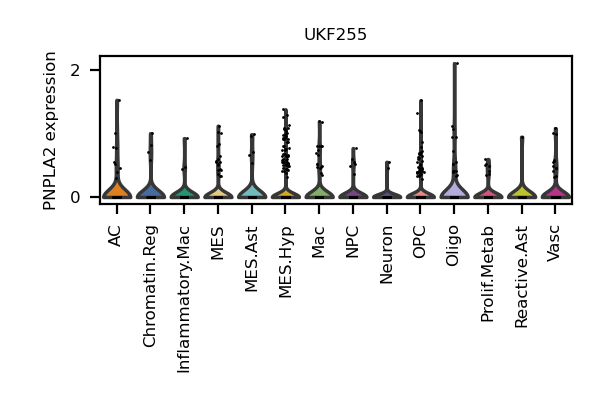 UKF255
PNPLA2 expression
2
0
AC
Chromatin.Reg
Inflammatory.Mac
MES
MES.Ast
MES.Hyp
Mac
NPC
Neuron
OPC
Oligo
Prolif.Metab
Reactive.Ast
Vasc